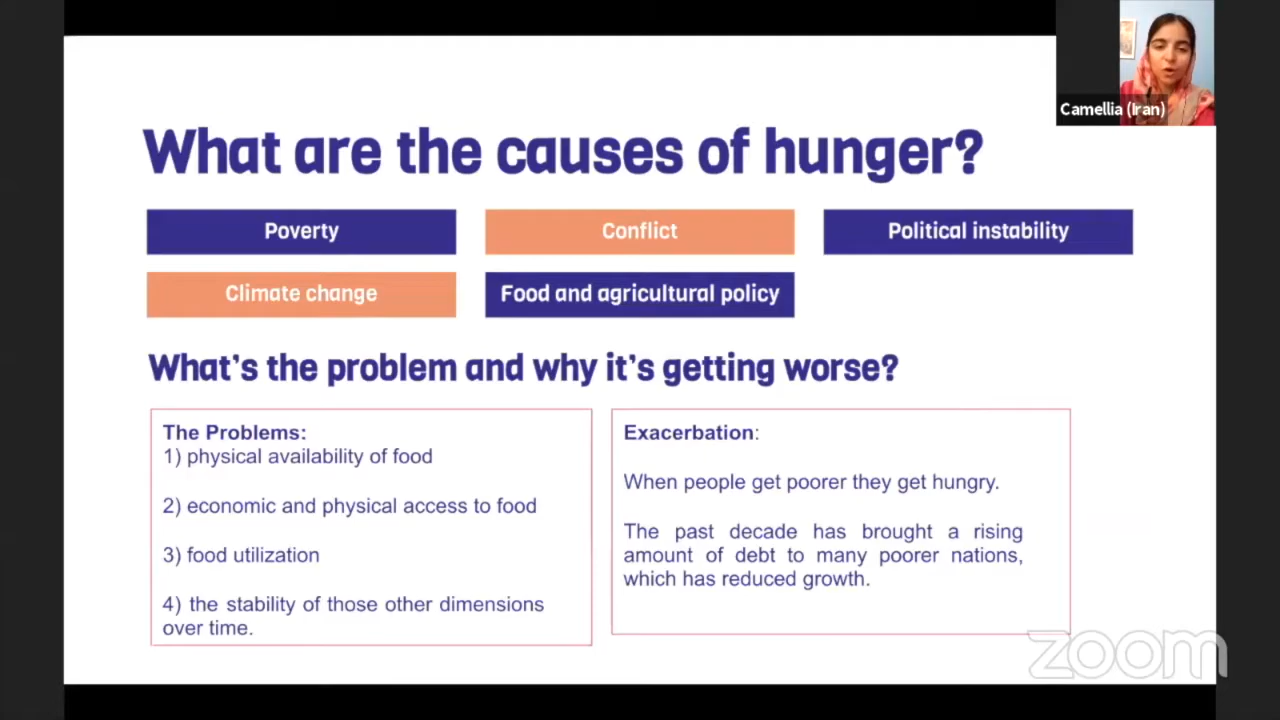 Camellia (Iran)
What are the causes of hunger?
Poverty
Conflict
Political instability
Climate change
Food and agricultural policy
What's the problem and why it's getting worse?
The Problems:
1) physical availability of food
2) economic and physical access to food
3) food utilization
4) the stability of those other dimensions
over time.
Exacerbation:
When people get poorer they get hungry.
The past decade has brought a rising
amount of debt to many poorer nations,
which has reduced growth.
zoom